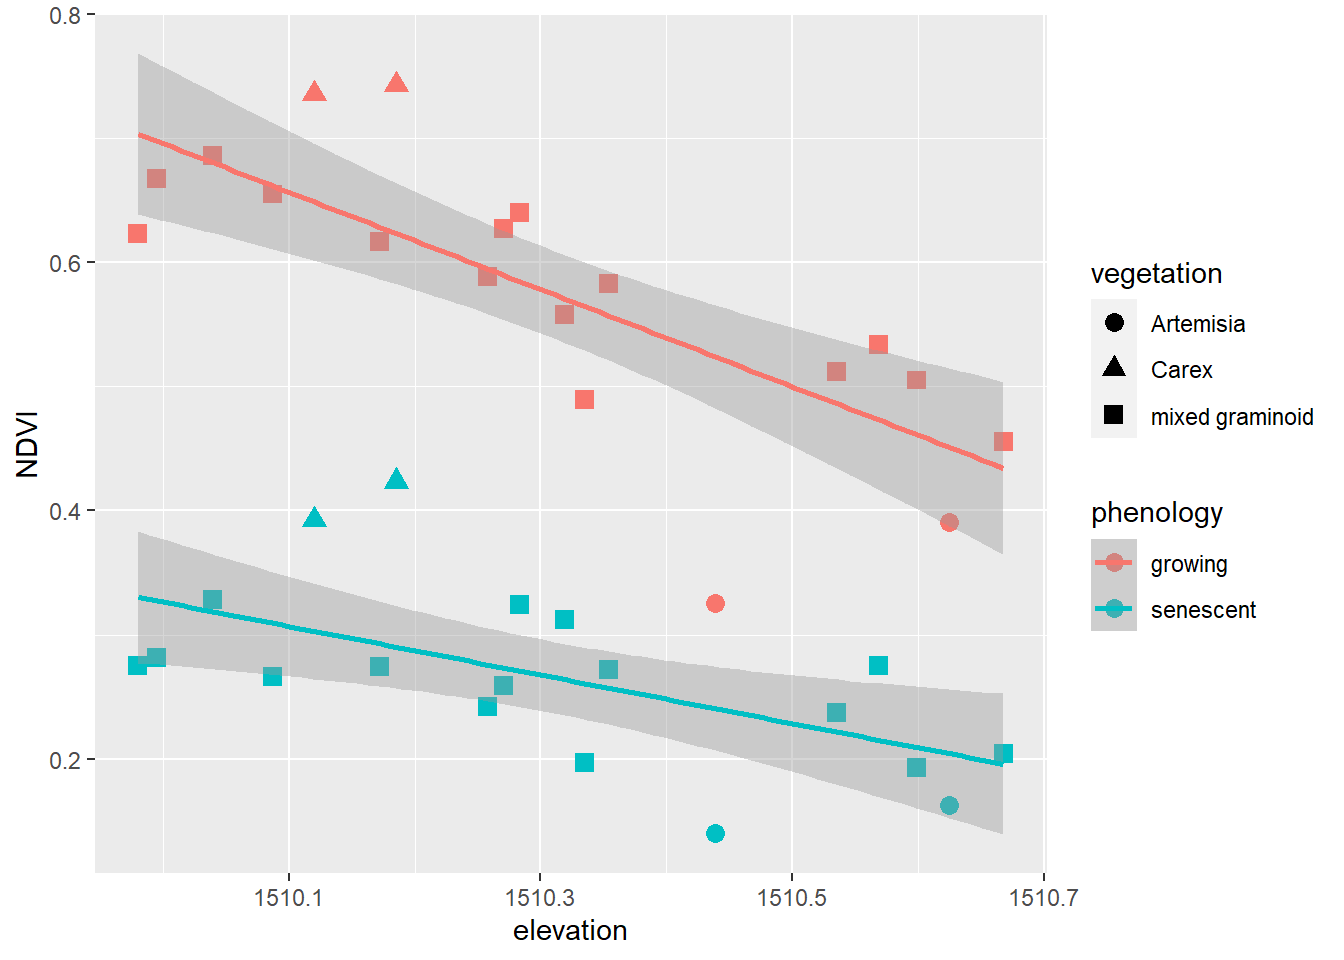 0.8
0.6
0.4
0.2
NDVI
1510.1
1510.3
1510.5
1510.7
elevation
vegetation
Artemisia
Carex
mixed graminoid
phenology
growing
senescent